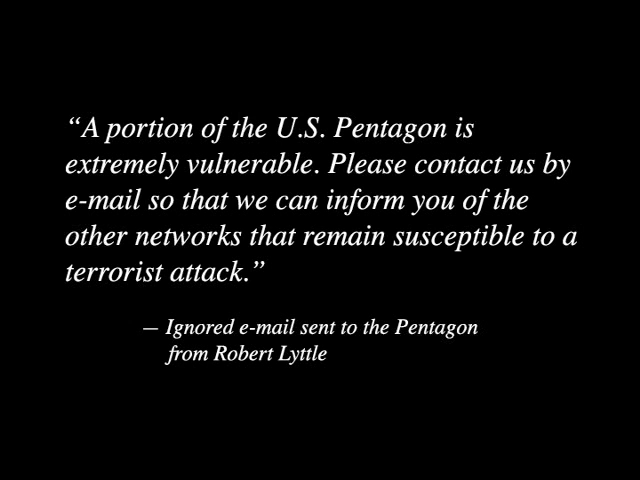 “A portion of the U.S. Pentagon is
extremely vulnerable. Please contact us by
e-mail so that we can inform you of the
other networks that remain susceptible to a
terrorist attack.”
— Ignored e-mail sent to the Pentagon
from Robert Lyttle